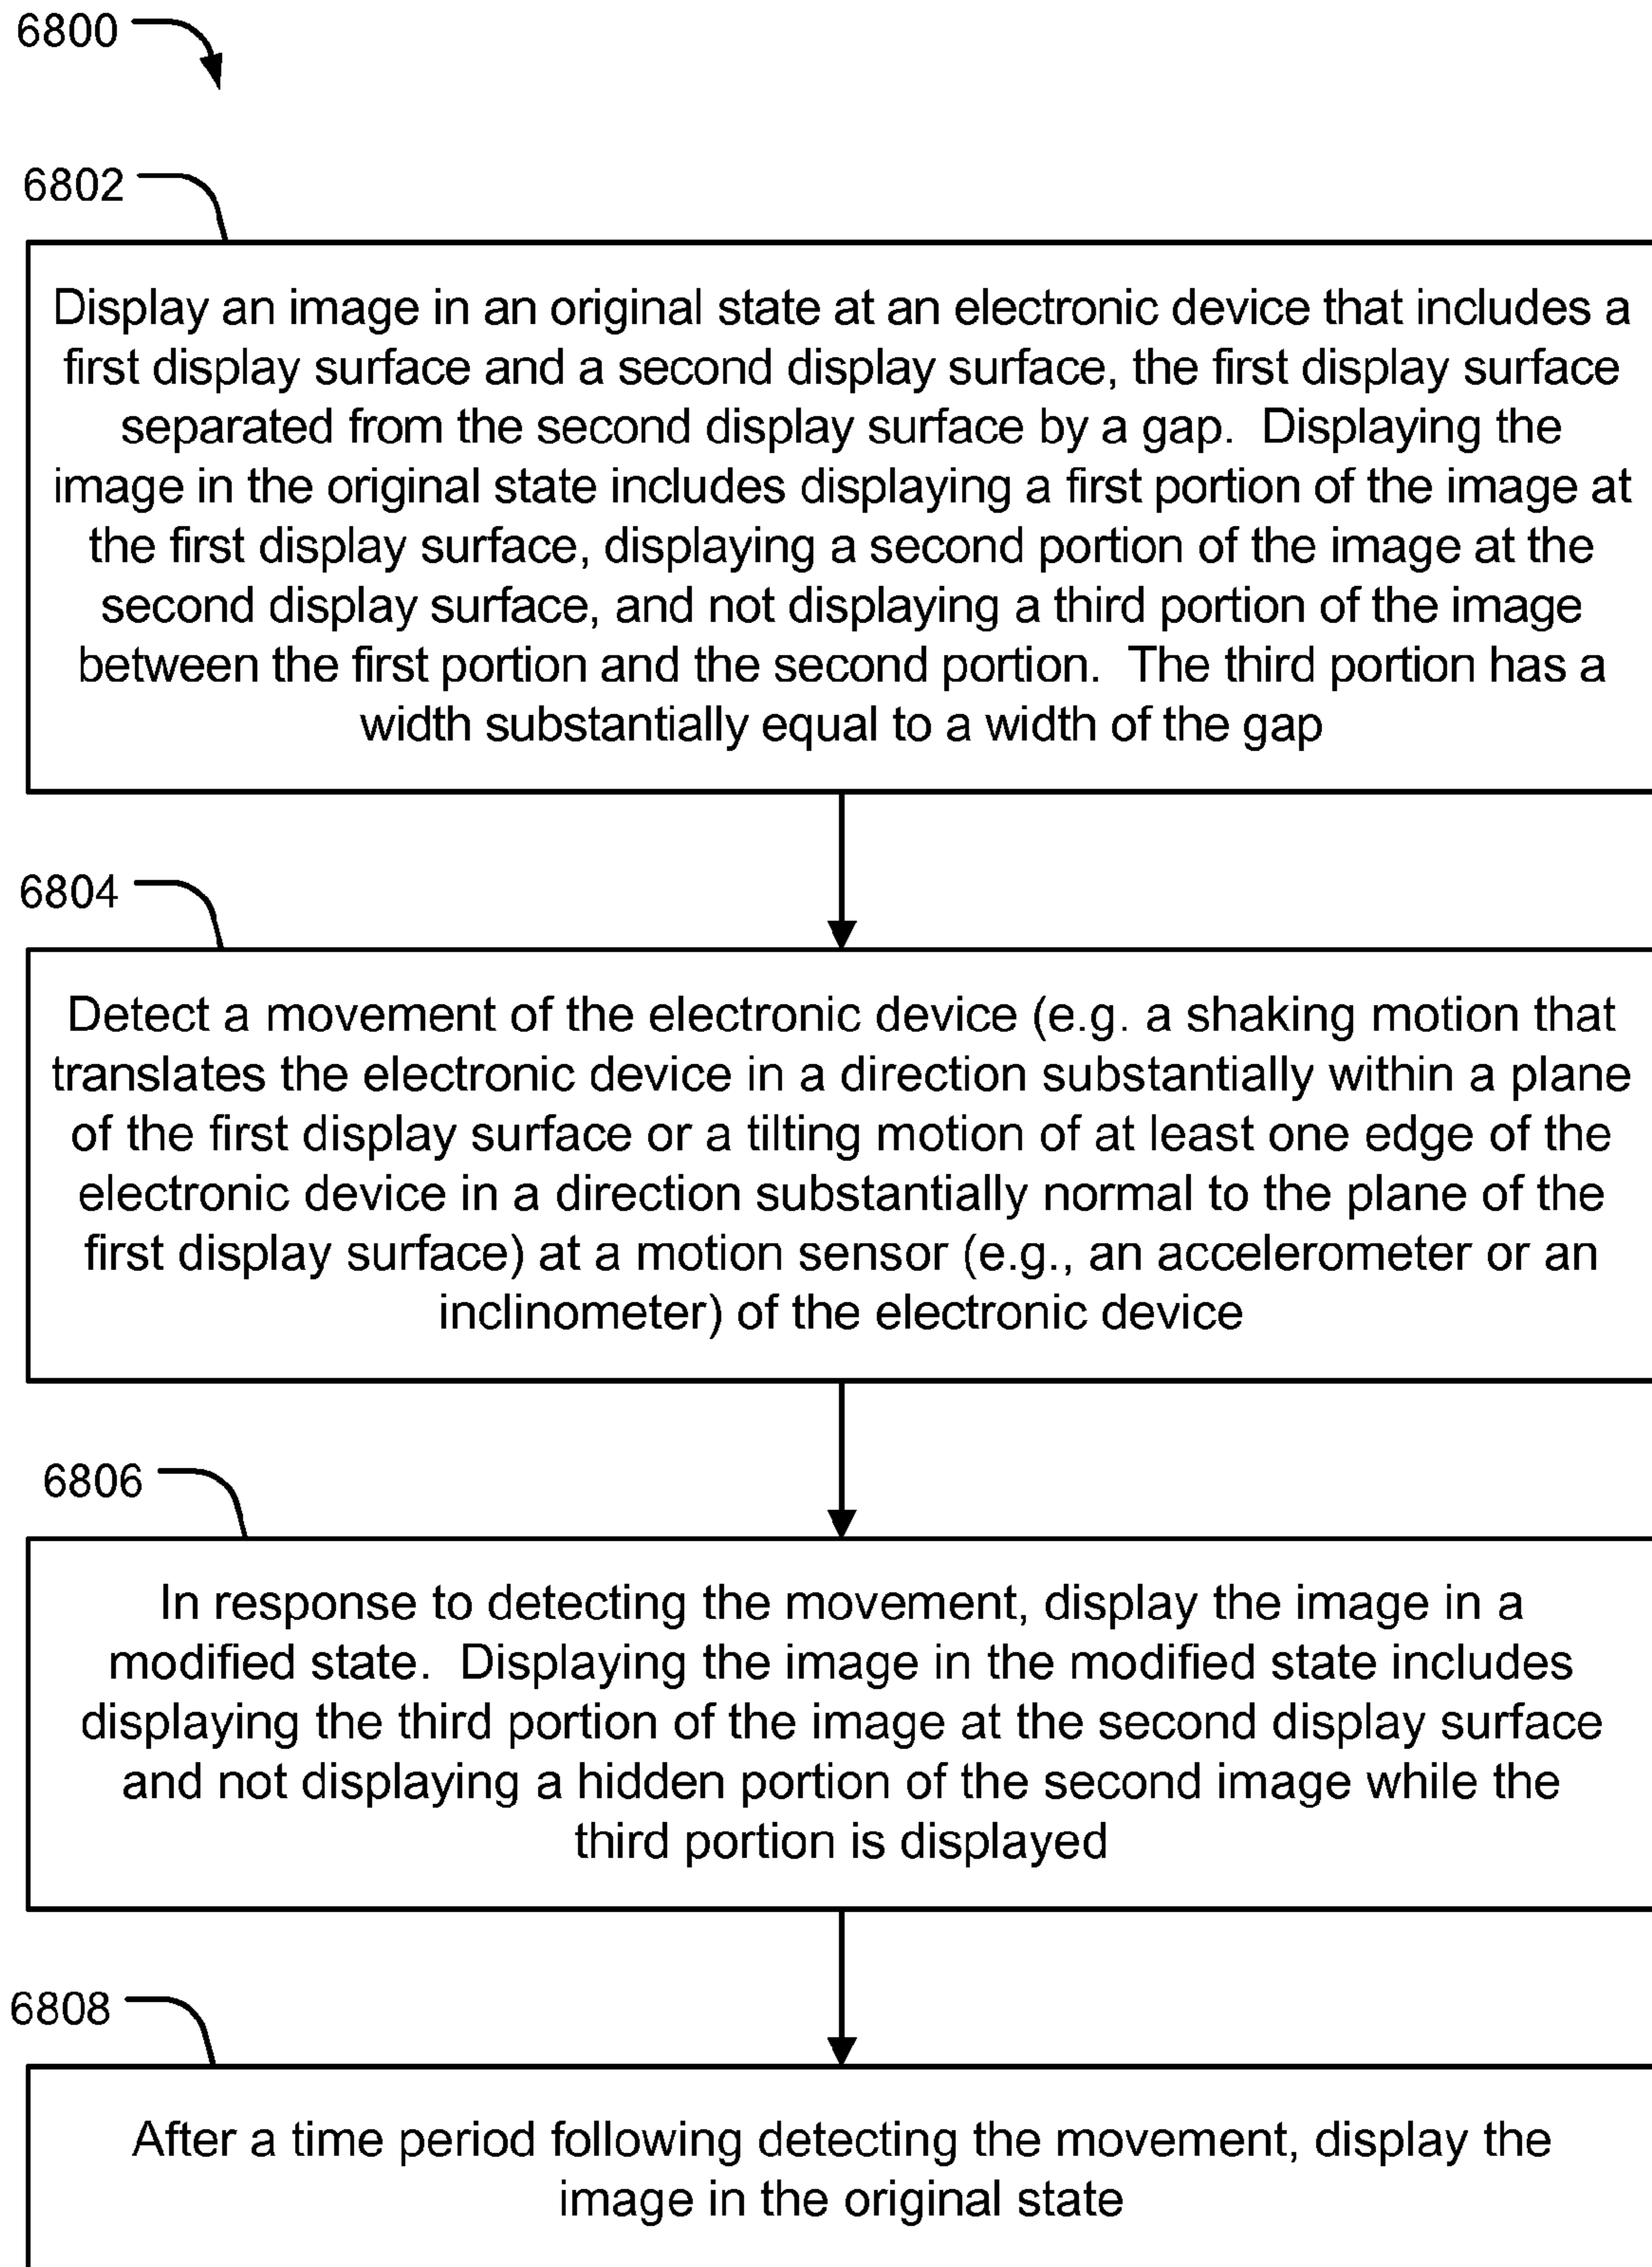 6800
6802
Display an image in an original state at an electronic device that includes a
first display surface and a second display surface, the first display surface
separated from the second display surface by a gap.  Displaying the
image in the original state includes displaying a first portion of the image at
the first display surface, displaying a second portion of the image at the
second display surface, and not displaying a third portion of the image
between the first portion and the second portion.  The third portion has a
width substantially equal to a width of the gap
6804
Detect a movement of the electronic device (e.g. a shaking motion that
translates the electronic device in a direction substantially within a plane
of the first display surface or a tilting motion of at least one edge of the
electronic device in a direction substantially normal to the plane of the
first display surface) at a motion sensor (e.g., an accelerometer or an
inclinometer) of the electronic device
6806
In response to detecting the movement, display the image in a
modified state.  Displaying the image in the modified state includes
displaying the third portion of the image at the second display surface
and not displaying a hidden portion of the second image while the
third portion is displayed
6808
After a time period following detecting the movement, display the
image in the original state